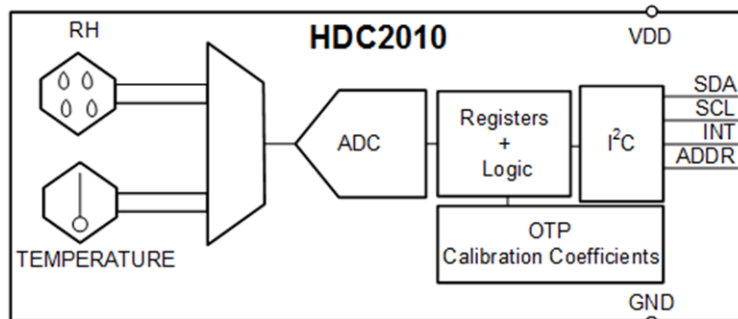 RH
HDC2010
VDD
SDA
SCL
INT
ADDR
ADC
Registers
+
Logic
I²C
TEMPERATURE
OTP
Calibration Coefficients
GND